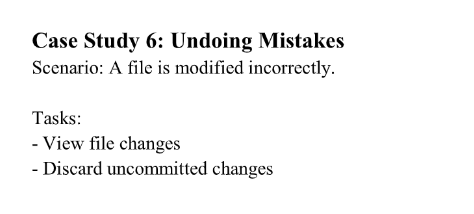 Case Study 6: Undoing Mistakes
Scenario: A file is modified incorrectly.
Tasks:
- View file changes
- Discard uncommitted changes